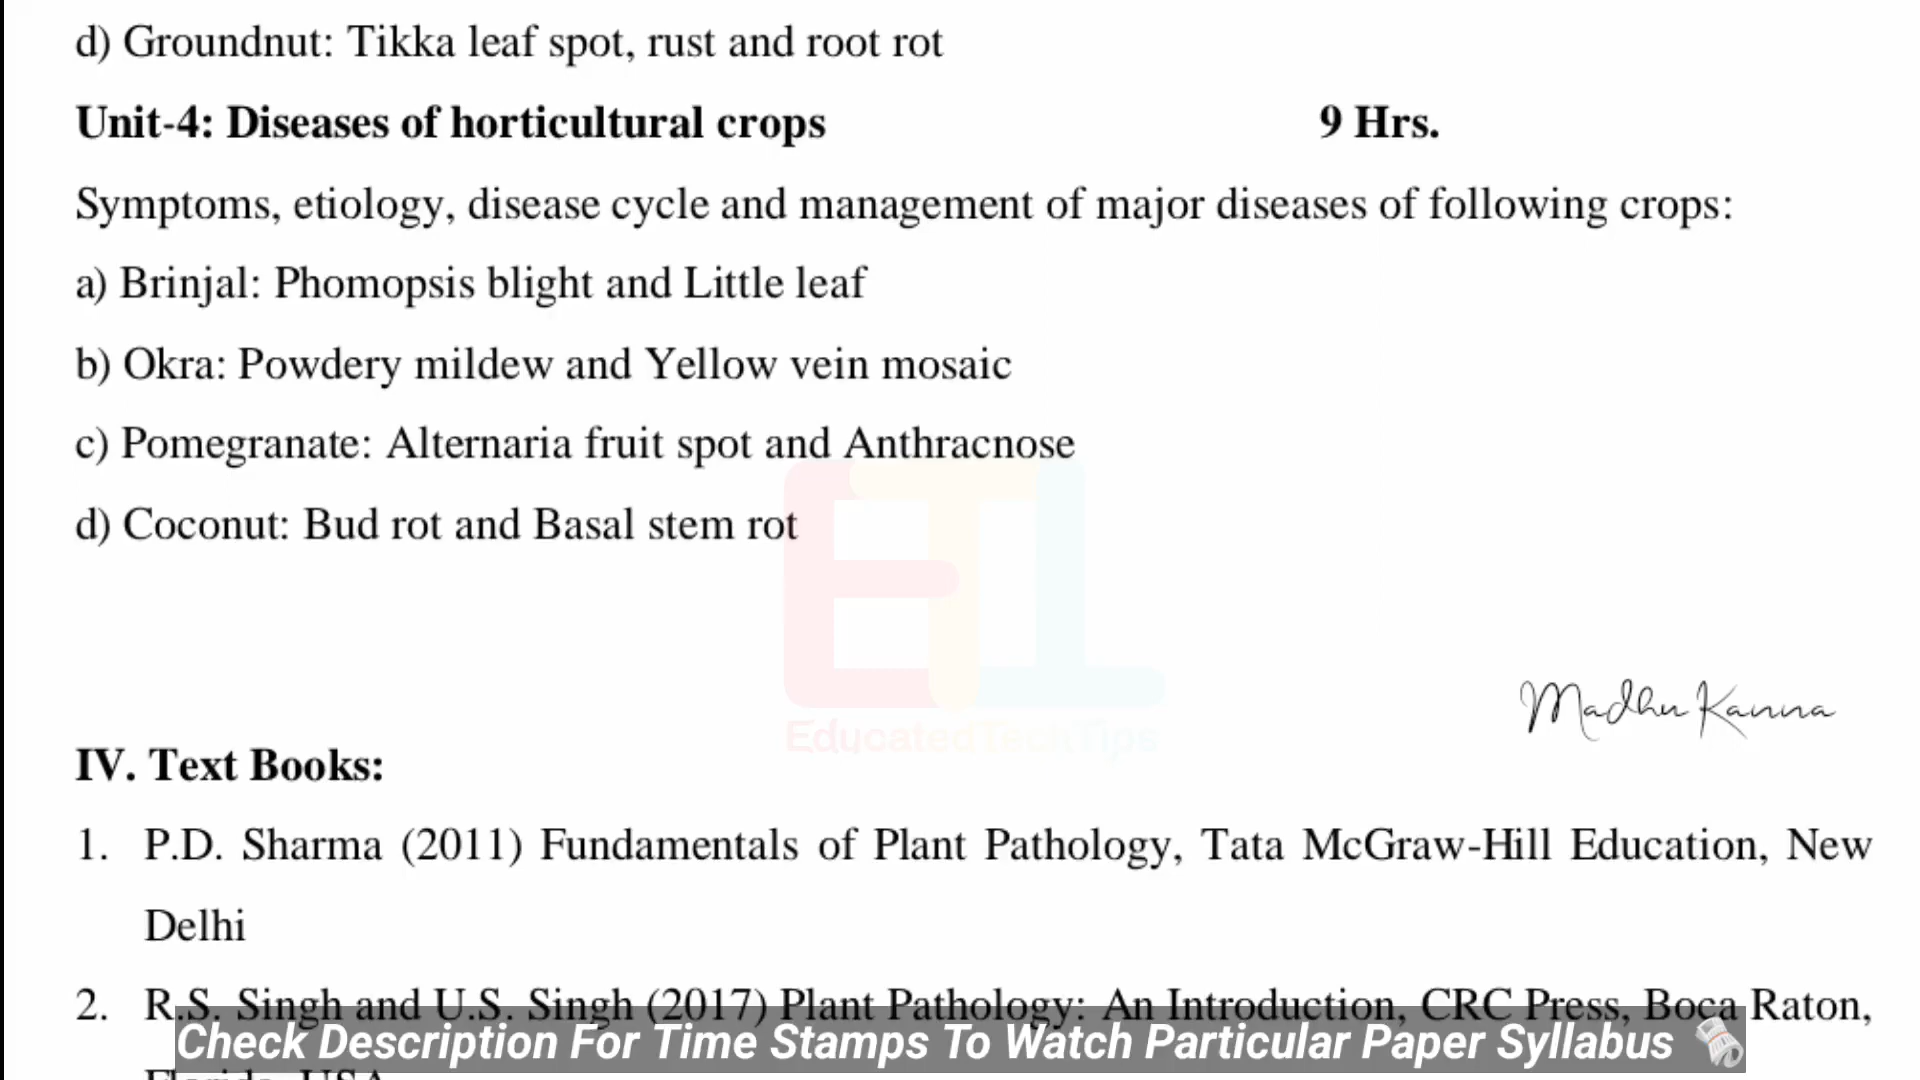 d) Groundnut: Tikka leaf spot, rust and root rot
Unit-4: Diseases of horticultural crops 9 Hrs.
Symptoms, etiology, disease cycle and management of major diseases of following crops:
a) Brinjal: Phomopsis blight and Little leaf
b) Okra: Powdery mildew and Yellow vein mosaic
c) Pomegranate: Alternaria fruit spot and Anthracnose
d) Coconut: Bud rot and Basal stem rot
ETL
EducatedTechTips
Madhu Kanna
IV. Text Books:
1. P.D. Sharma (2011) Fundamentals of Plant Pathology, Tata McGraw-Hill Education, New
Delhi
2. R.S. Singh and U.S. Singh (2017) Plant Pathology: An Introduction, CRC Press, Boca Raton,
Check Description For Time Stamps To Watch Particular Paper Syllabus
Florida, USA